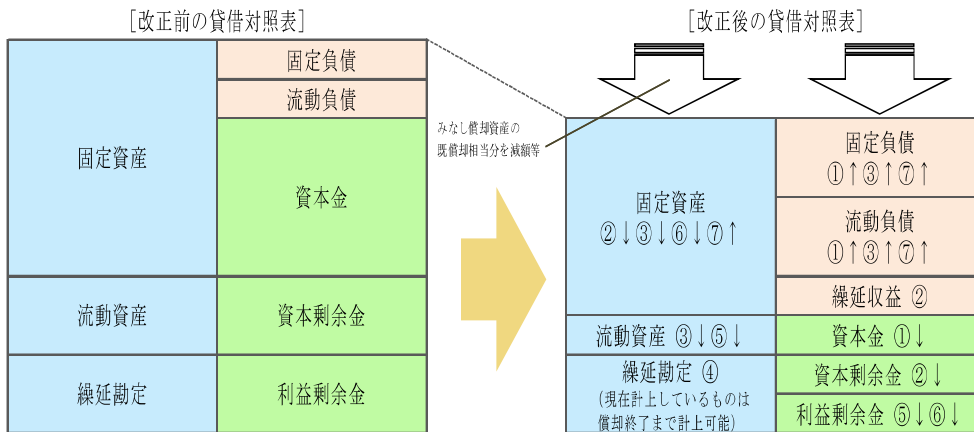 [改正前の貸借対照表]
固定資産
流動資産
繰延勘定
固定負債
流動負債
資本金
資本剰余金
利益剰余金
[改正後の貸借対照表]
みなし償却資産の
既償却相当分を減額等
固定資産
②↓③↓⑥↓⑦↑
流動資産 ③↓⑤↓
繰延勘定 ④
(現在計上しているものは
償却終了まで計上可能)
固定負債
①↑③↑⑦↑
流動負債
①↑③↑⑦↑
繰延収益 ②
資本金 ①↓
資本剰余金 ②↓
利益剰余金 ⑤↓⑥↓